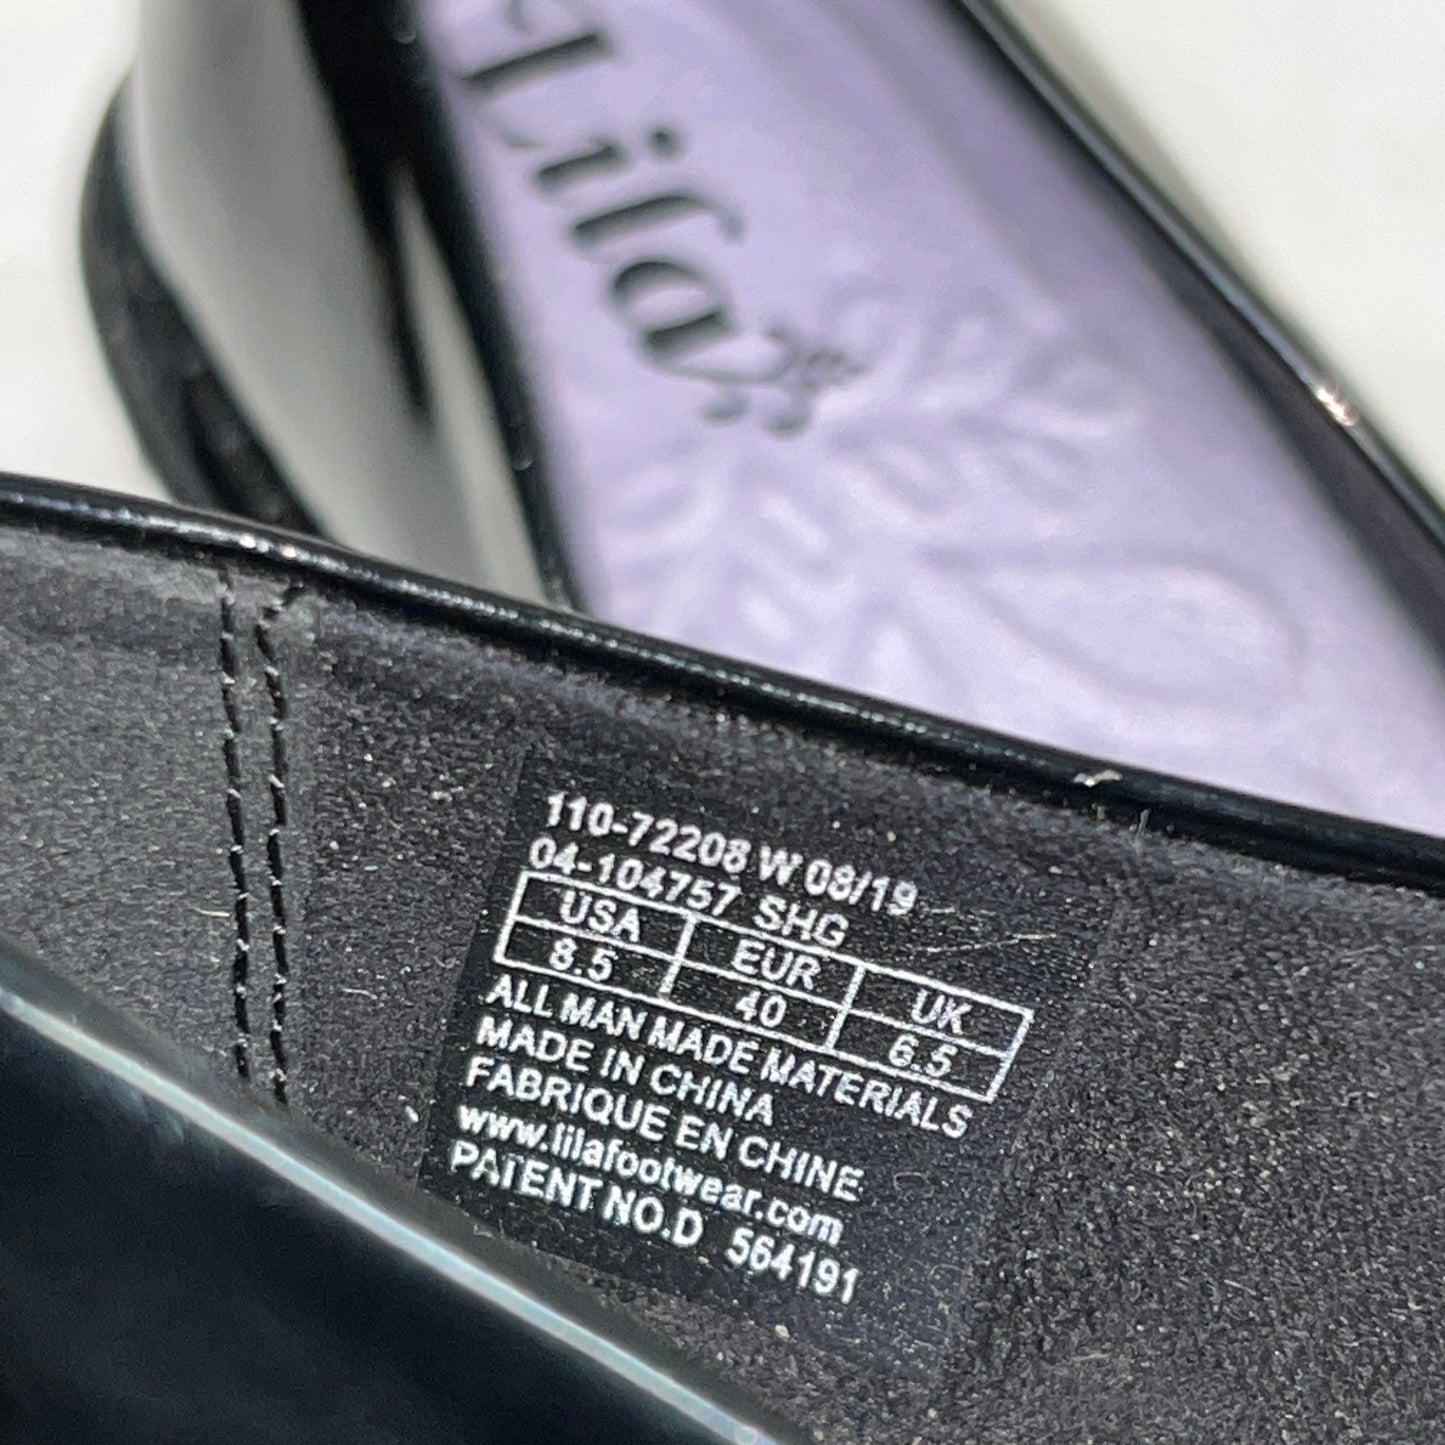 Lila
110-72208 W 08/19
04-104757 SHG
USA EUR UK
8.5 40 6.5
ALL MAN MADE MATERIALS
MADE IN CHINA
FABRIQUE EN CHINE
www.lilafootwear.com
PATENT NO.D 564191